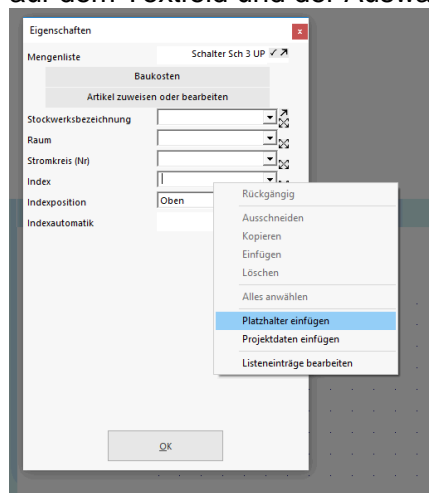 auf dem Textfeld und der Auswa
Eigenschaften x
Mengenliste Schalter Sch 3 UP
Baukosten
Artikel zuweisen oder bearbeiten
Stockwerksbezeichnung
Raum
Stromkreis (Nr)
Index
Indexposition Oben
Indexautomatik
Rückgängig
Ausschneiden
Kopieren
Einfügen
Löschen
Alles anwählen
Platzhalter einfügen
Projektdaten einfügen
Listeneinträge bearbeiten
OK